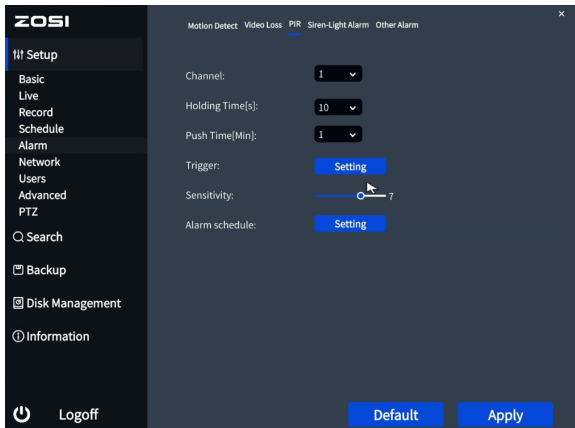 ZOSI
Motion Detect Video Loss PIR Siren-Light Alarm Other Alarm
Setup
Basic
Live
Record
Schedule
Alarm
Network
Users
Advanced
PTZ
Search
Backup
Disk Management
Information
Logoff
Channel: 1
Holding Time[s]: 10
Push Time[Min]: 1
Trigger: Setting
Sensitivity: 7
Alarm schedule: Setting
Default Apply